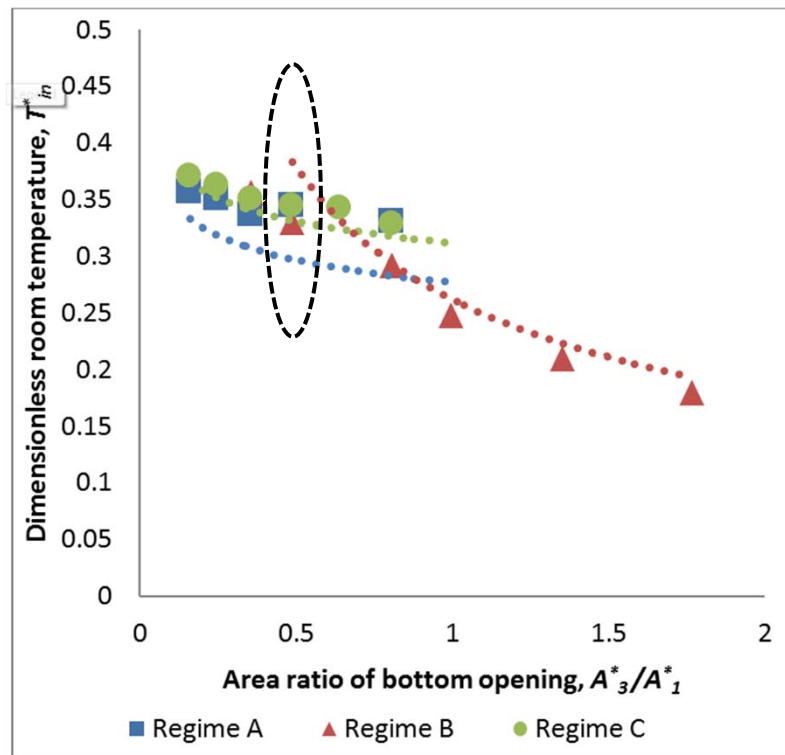 0.5
0.45
0.4
0.35
0.3
0.25
0.2
0.15
0.1
0.05
0
0 0.5 1 1.5 2
Dimensionless room temperature, T*in
Area ratio of bottom opening, A*3/A*1
Regime A Regime B Regime C